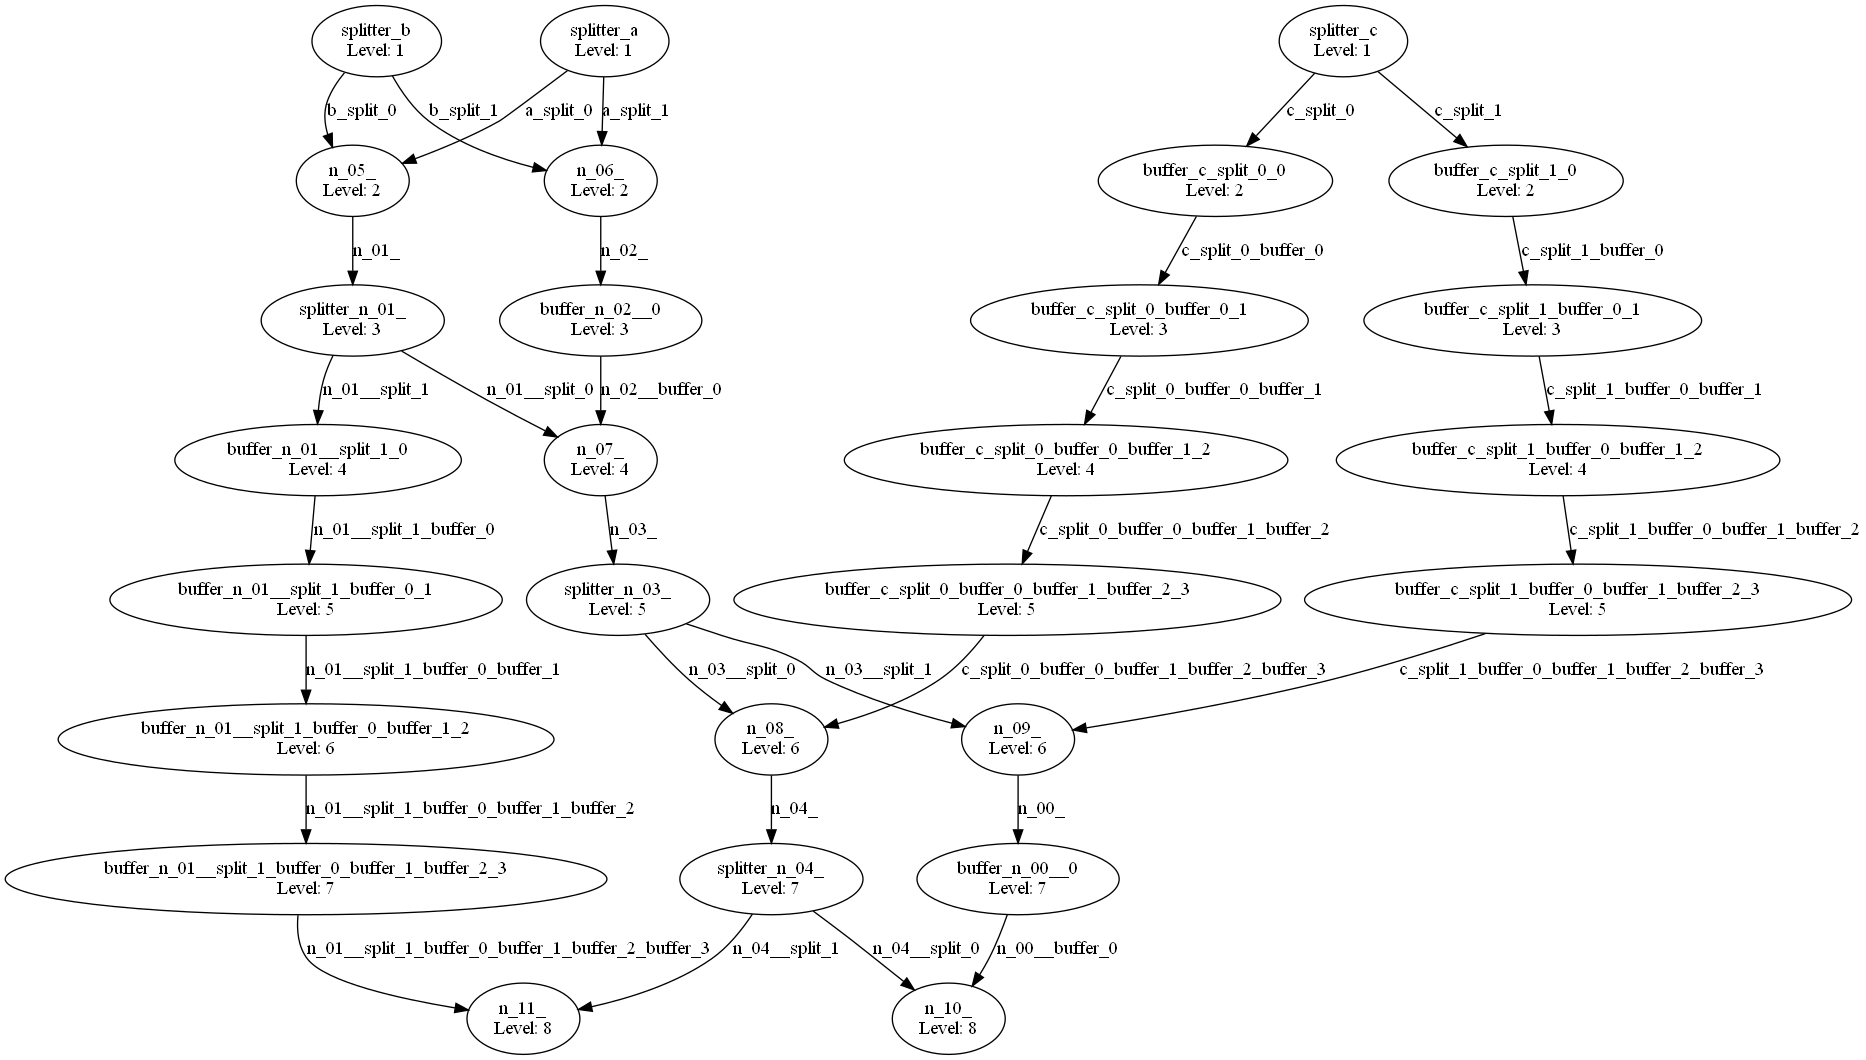 splitter_b
Level: 1
splitter_a
Level: 1
splitter_c
Level: 1
b_split_0
b_split_1
a_split_0
a_split_1
c_split_0
c_split_1
n_05_
Level: 2
n_06_
Level: 2
buffer_c_split_0_0
Level: 2
buffer_c_split_1_0
Level: 2
n_01_
n_02_
c_split_0_buffer_0
c_split_1_buffer_0
splitter_n_01_
Level: 3
buffer_n_02__0
Level: 3
buffer_c_split_0_buffer_0_1
Level: 3
buffer_c_split_1_buffer_0_1
Level: 3
n_01__split_1
n_01__split_0
n_02__buffer_0
c_split_0_buffer_0_buffer_1
c_split_1_buffer_0_buffer_1
buffer_n_01__split_1_0
Level: 4
n_07_
Level: 4
buffer_c_split_0_buffer_0_buffer_1_2
Level: 4
buffer_c_split_1_buffer_0_buffer_1_2
Level: 4
n_01__split_1_buffer_0
n_03_
c_split_0_buffer_0_buffer_1_buffer_2
c_split_1_buffer_0_buffer_1_buffer_2
buffer_n_01__split_1_buffer_0_1
Level: 5
splitter_n_03_
Level: 5
buffer_c_split_0_buffer_0_buffer_1_buffer_2_3
Level: 5
buffer_c_split_1_buffer_0_buffer_1_buffer_2_3
Level: 5
n_01__split_1_buffer_0_buffer_1
n_03__split_0
n_03__split_1
c_split_0_buffer_0_buffer_1_buffer_2_buffer_3
c_split_1_buffer_0_buffer_1_buffer_2_buffer_3
buffer_n_01__split_1_buffer_0_buffer_1_2
Level: 6
n_08_
Level: 6
n_09_
Level: 6
n_01__split_1_buffer_0_buffer_1_buffer_2
n_04_
n_00_
buffer_n_01__split_1_buffer_0_buffer_1_buffer_2_3
Level: 7
splitter_n_04_
Level: 7
buffer_n_00__0
Level: 7
n_01__split_1_buffer_0_buffer_1_buffer_2_buffer_3
n_04__split_1
n_04__split_0
n_00__buffer_0
n_11_
Level: 8
n_10_
Level: 8